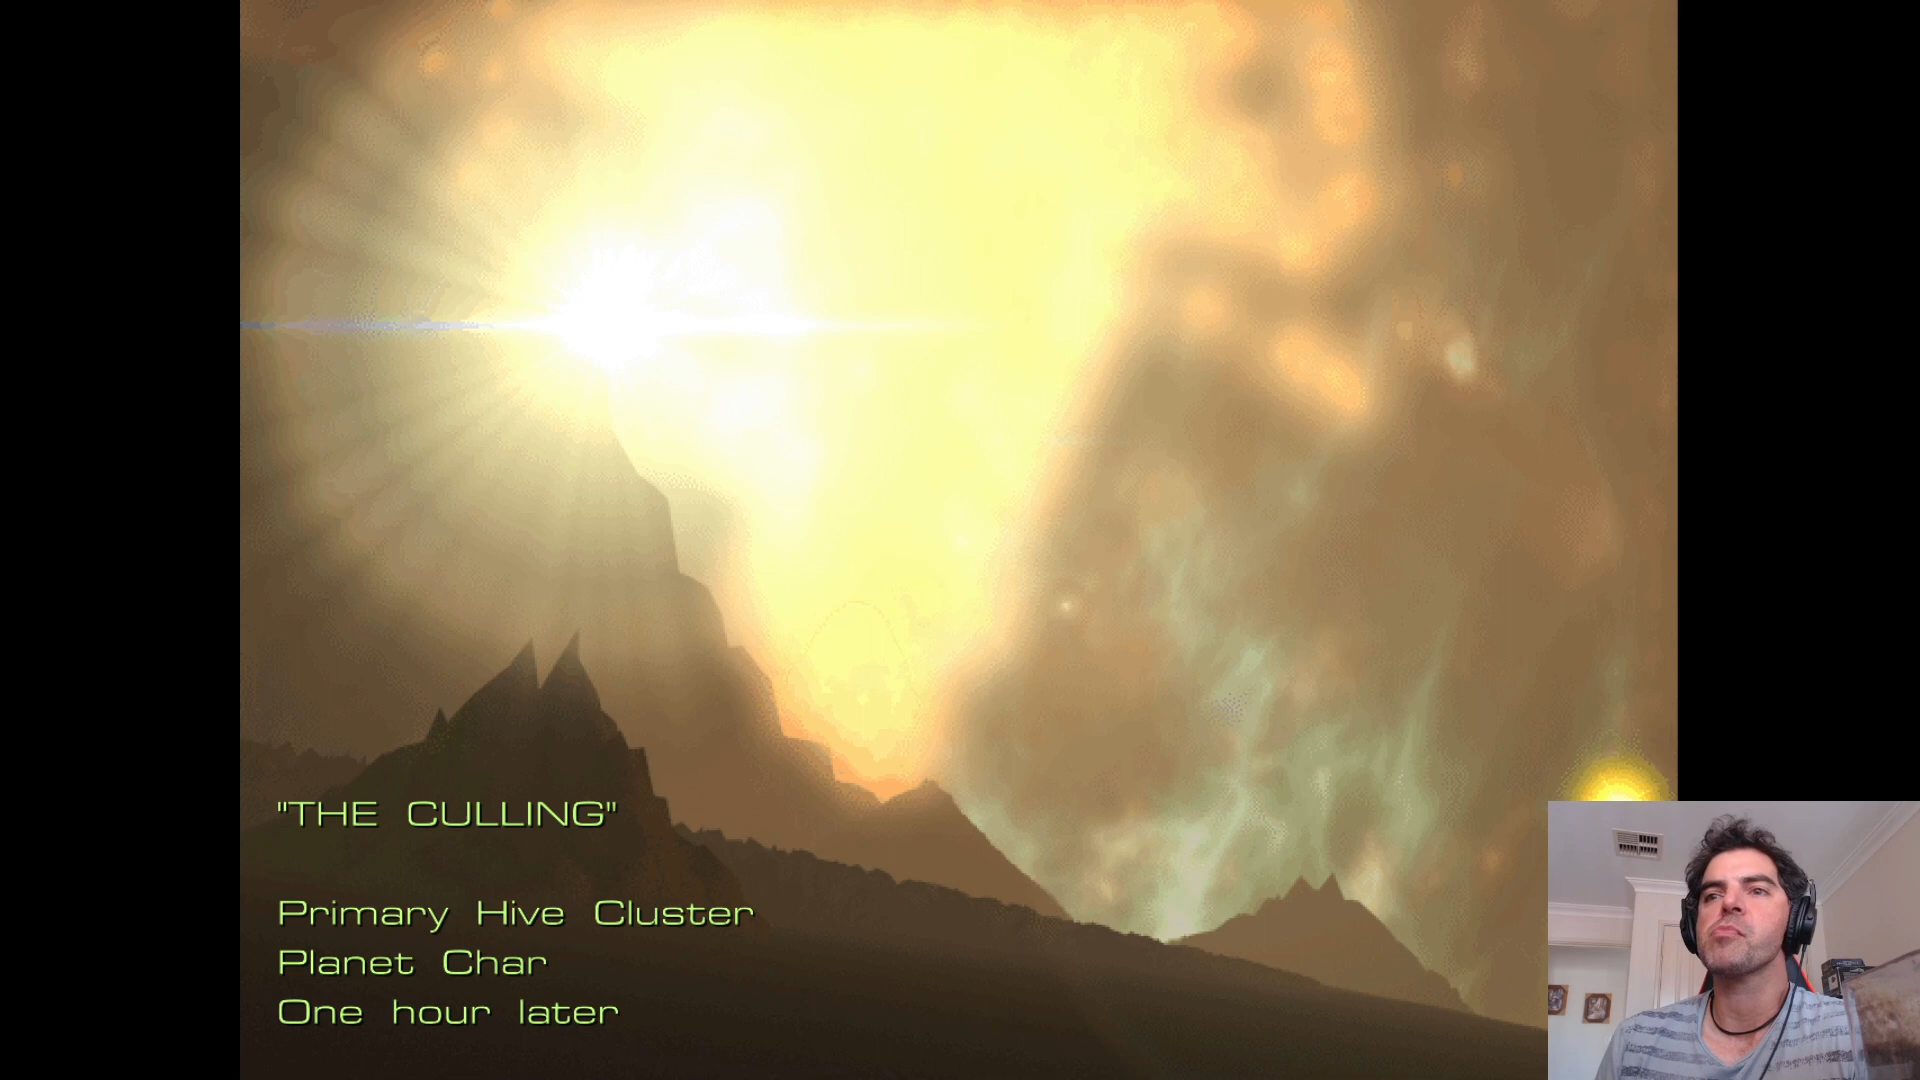 "THE CULLING"
Primary Hive Cluster
Planet Char
One hour later